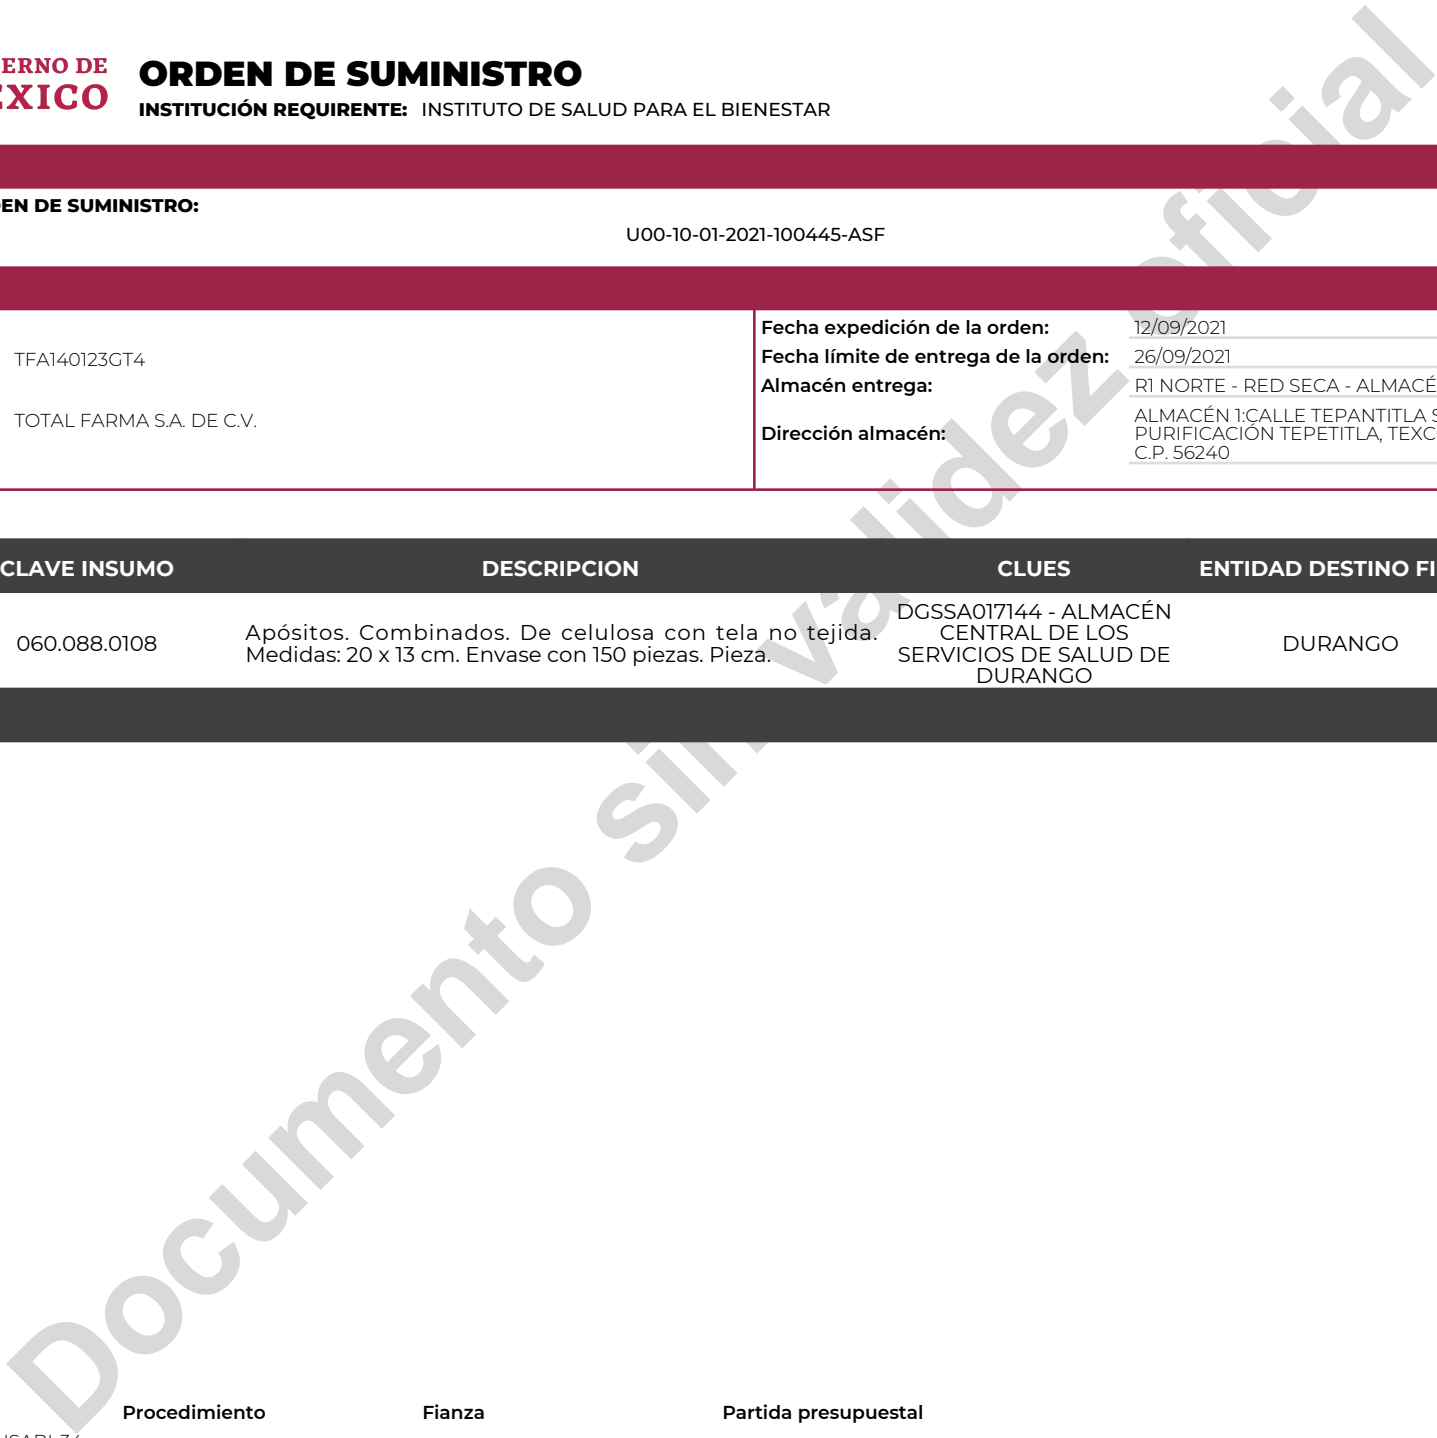 ERNO DE
ÉXICO
ORDEN DE SUMINISTRO
INSTITUCIÓN REQUIRENTE: INSTITUTO DE SALUD PARA EL BIENESTAR
EN DE SUMINISTRO:
U00-10-01-2021-100445-ASF
TFA140123GT4
TOTAL FARMA S.A. DE C.V.
Fecha expedición de la orden: 12/09/2021
Fecha límite de entrega de la orden: 26/09/2021
Almacén entrega: R1 NORTE - RED SECA - ALMACÉ
Dirección almacén:
ALMACÉN 1:CALLE TEPANTITLA S
PURIFICACIÓN TEPETITLA, TEXC
C.P. 56240
CLAVE INSUMO DESCRIPCION CLUES ENTIDAD DESTINO FI
060.088.0108
Apósitos. Combinados. De celulosa con tela no tejida.
Medidas: 20 x 13 cm. Envase con 150 piezas. Pieza.
DGSSA017144 - ALMACÉN
CENTRAL DE LOS
SERVICIOS DE SALUD DE
DURANGO
DURANGO
Documento sin validez oficial
Procedimiento Fianza Partida presupuestal